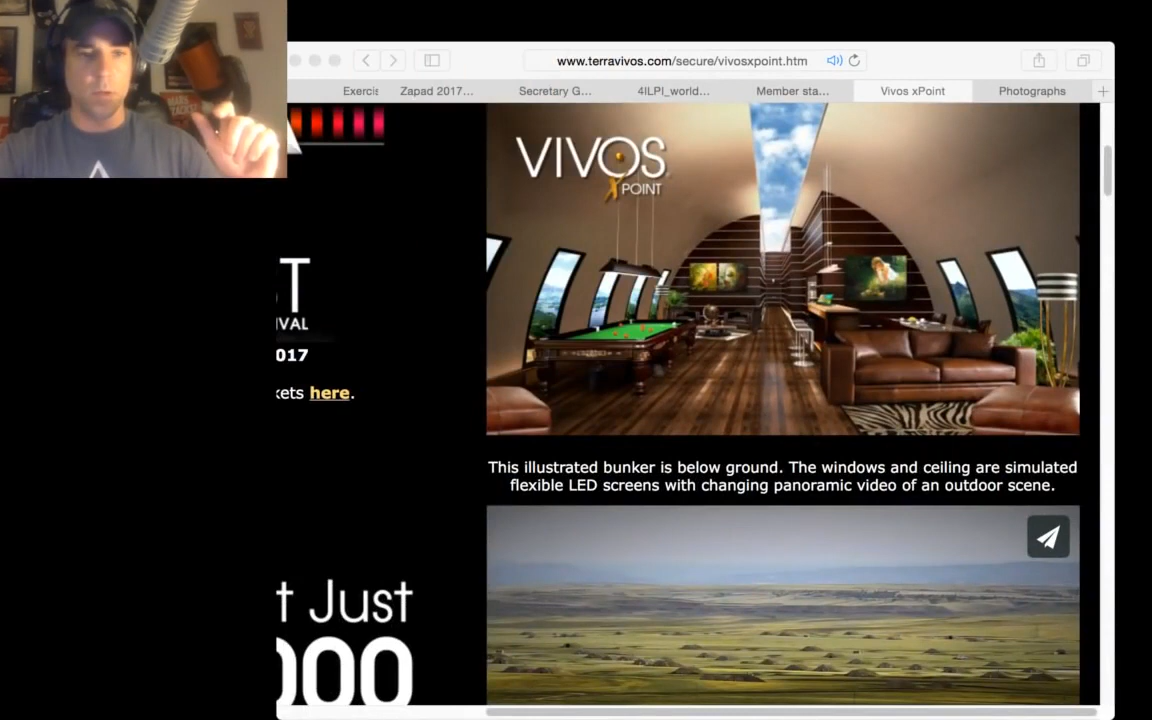 www.terravivos.com/secure/vivosxpoint.htm
Exercis
Zapad 2017...
Secretary G...
4ILPI_world...
Member sta...
Vivos xPoint
Photographs
VIVOS
XPOINT
T
IVAL
017
kets here.
This illustrated bunker is below ground. The windows and ceiling are simulated
flexible LED screens with changing panoramic video of an outdoor scene.
t Just
000